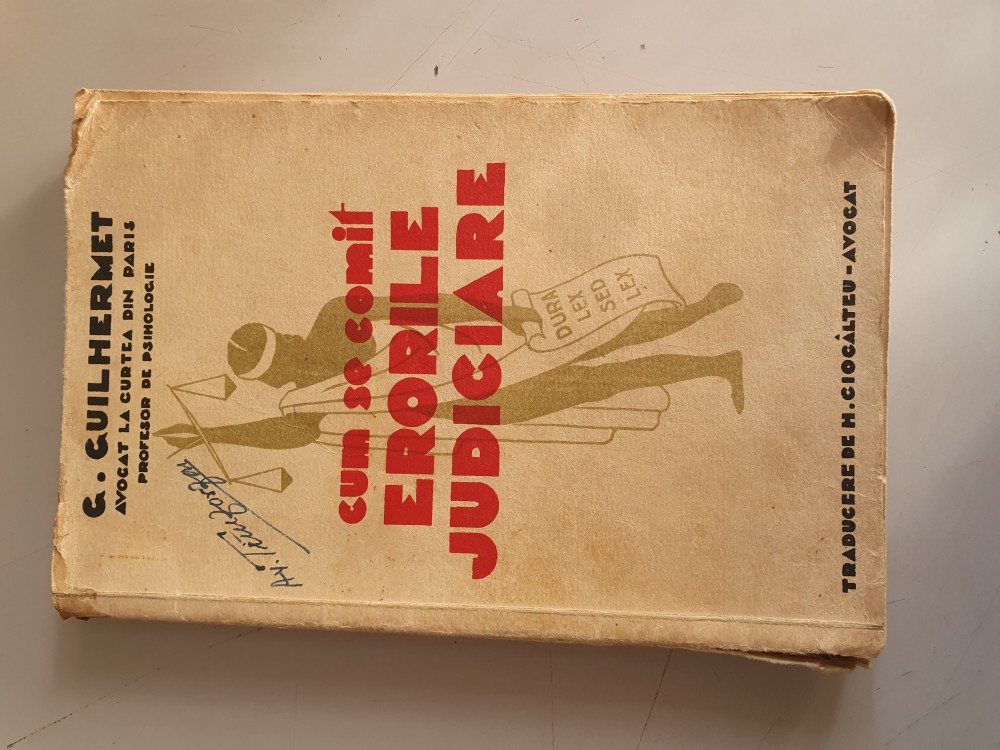 G. GUILHERMET
AVOCAT LA CURTEA DIN PARIS
PROFESOR DE PSIHOLOGIE
Av.
cum se comit
ERORILE
JUDICIARE
DURA
LEX
SED
LEX
TRADUCERE DE H. CIOCÂLTEU - AVOCAT